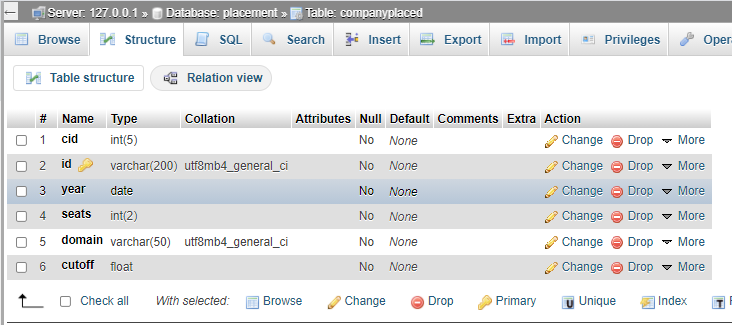 Server: 127.0.0.1 » Database: placement » Table: companyplaced
Browse Structure SQL Search Insert Export Import Privileges Opera
Table structure Relation view
# Name Type Collation Attributes Null Default Comments Extra Action
1 cid int(5) No None Change Drop More
2 id varchar(200) utf8mb4_general_ci No None Change Drop More
3 year date No None Change Drop More
4 seats int(2) No None Change Drop More
5 domain varchar(50) utf8mb4_general_ci No None Change Drop More
6 cutoff float No None Change Drop More
Check all With selected: Browse Change Drop Primary Unique Index F